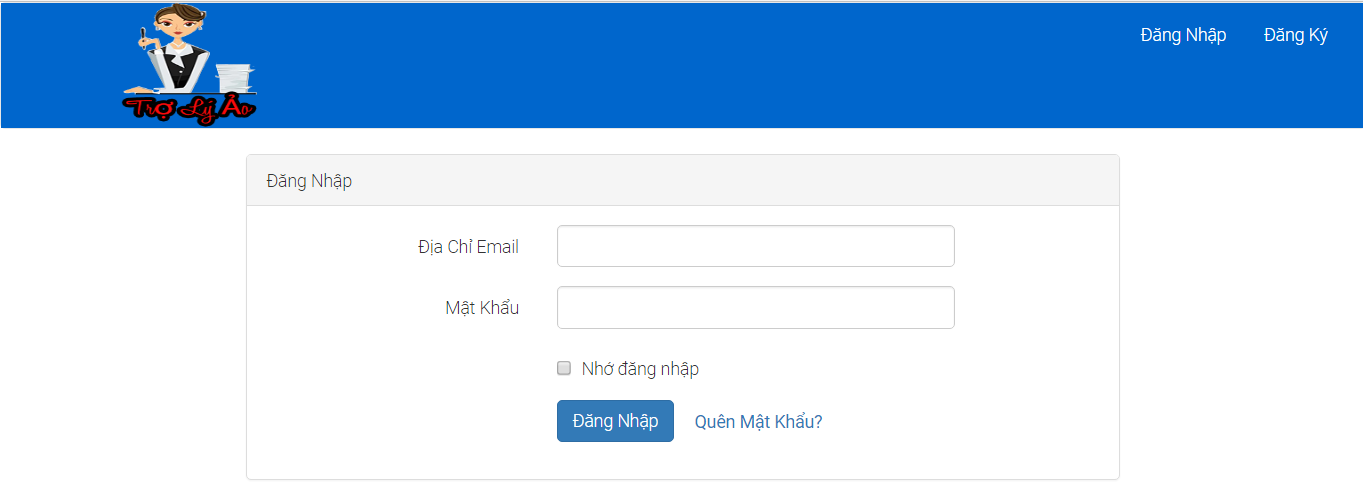 Trợ Lý Ảo
Đăng Nhập
Đăng Ký
Đăng Nhập
Địa Chỉ Email
Mật Khẩu
Nhớ đăng nhập
Đăng Nhập
Quên Mật Khẩu?